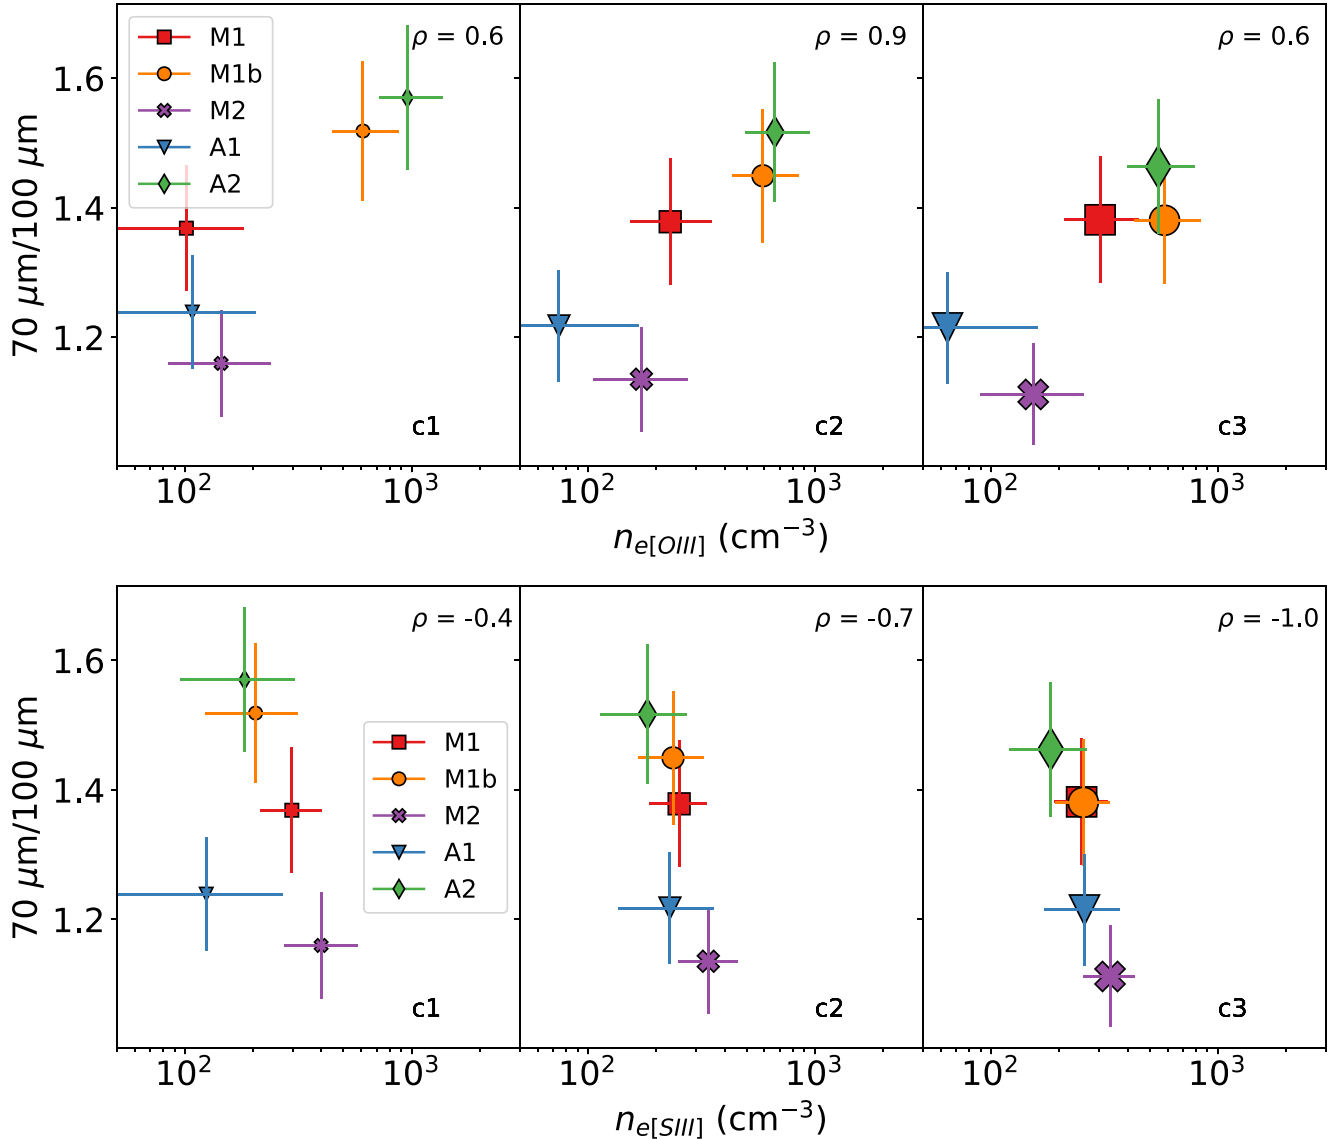 M1
M1b
M2
A1
A2
ρ = 0.6
ρ = 0.9
ρ = 0.6
1.6
1.4
1.2
70 μm/100 μm
c1
c2
c3
10² 10³ 10² 10³ 10² 10³
n_e[OIII] (cm⁻³)
ρ = -0.4
ρ = -0.7
ρ = -1.0
1.6
1.4
1.2
70 μm/100 μm
M1
M1b
M2
A1
A2
c1
c2
c3
10² 10³ 10² 10³ 10² 10³
n_e[SIII] (cm⁻³)